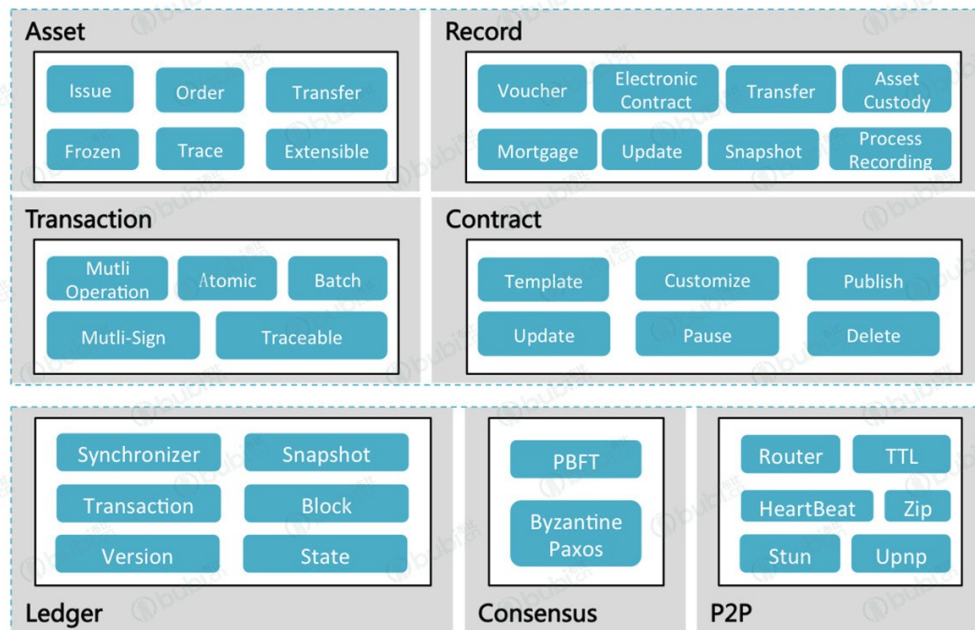 Asset
Issue
Order
Transfer
Frozen
Trace
Extensible
Record
Voucher
Electronic
Contract
Transfer
Asset
Custody
Mortgage
Update
Snapshot
Process
Recording
Transaction
Mutli
Operation
Atomic
Batch
Mutli-Sign
Traceable
Contract
Template
Customize
Publish
Update
Pause
Delete
Synchronizer
Snapshot
Transaction
Block
Version
State
Ledger
PBFT
Byzantine
Paxos
Consensus
Router
TTL
HeartBeat
Zip
Stun
Upnp
P2P
bubi